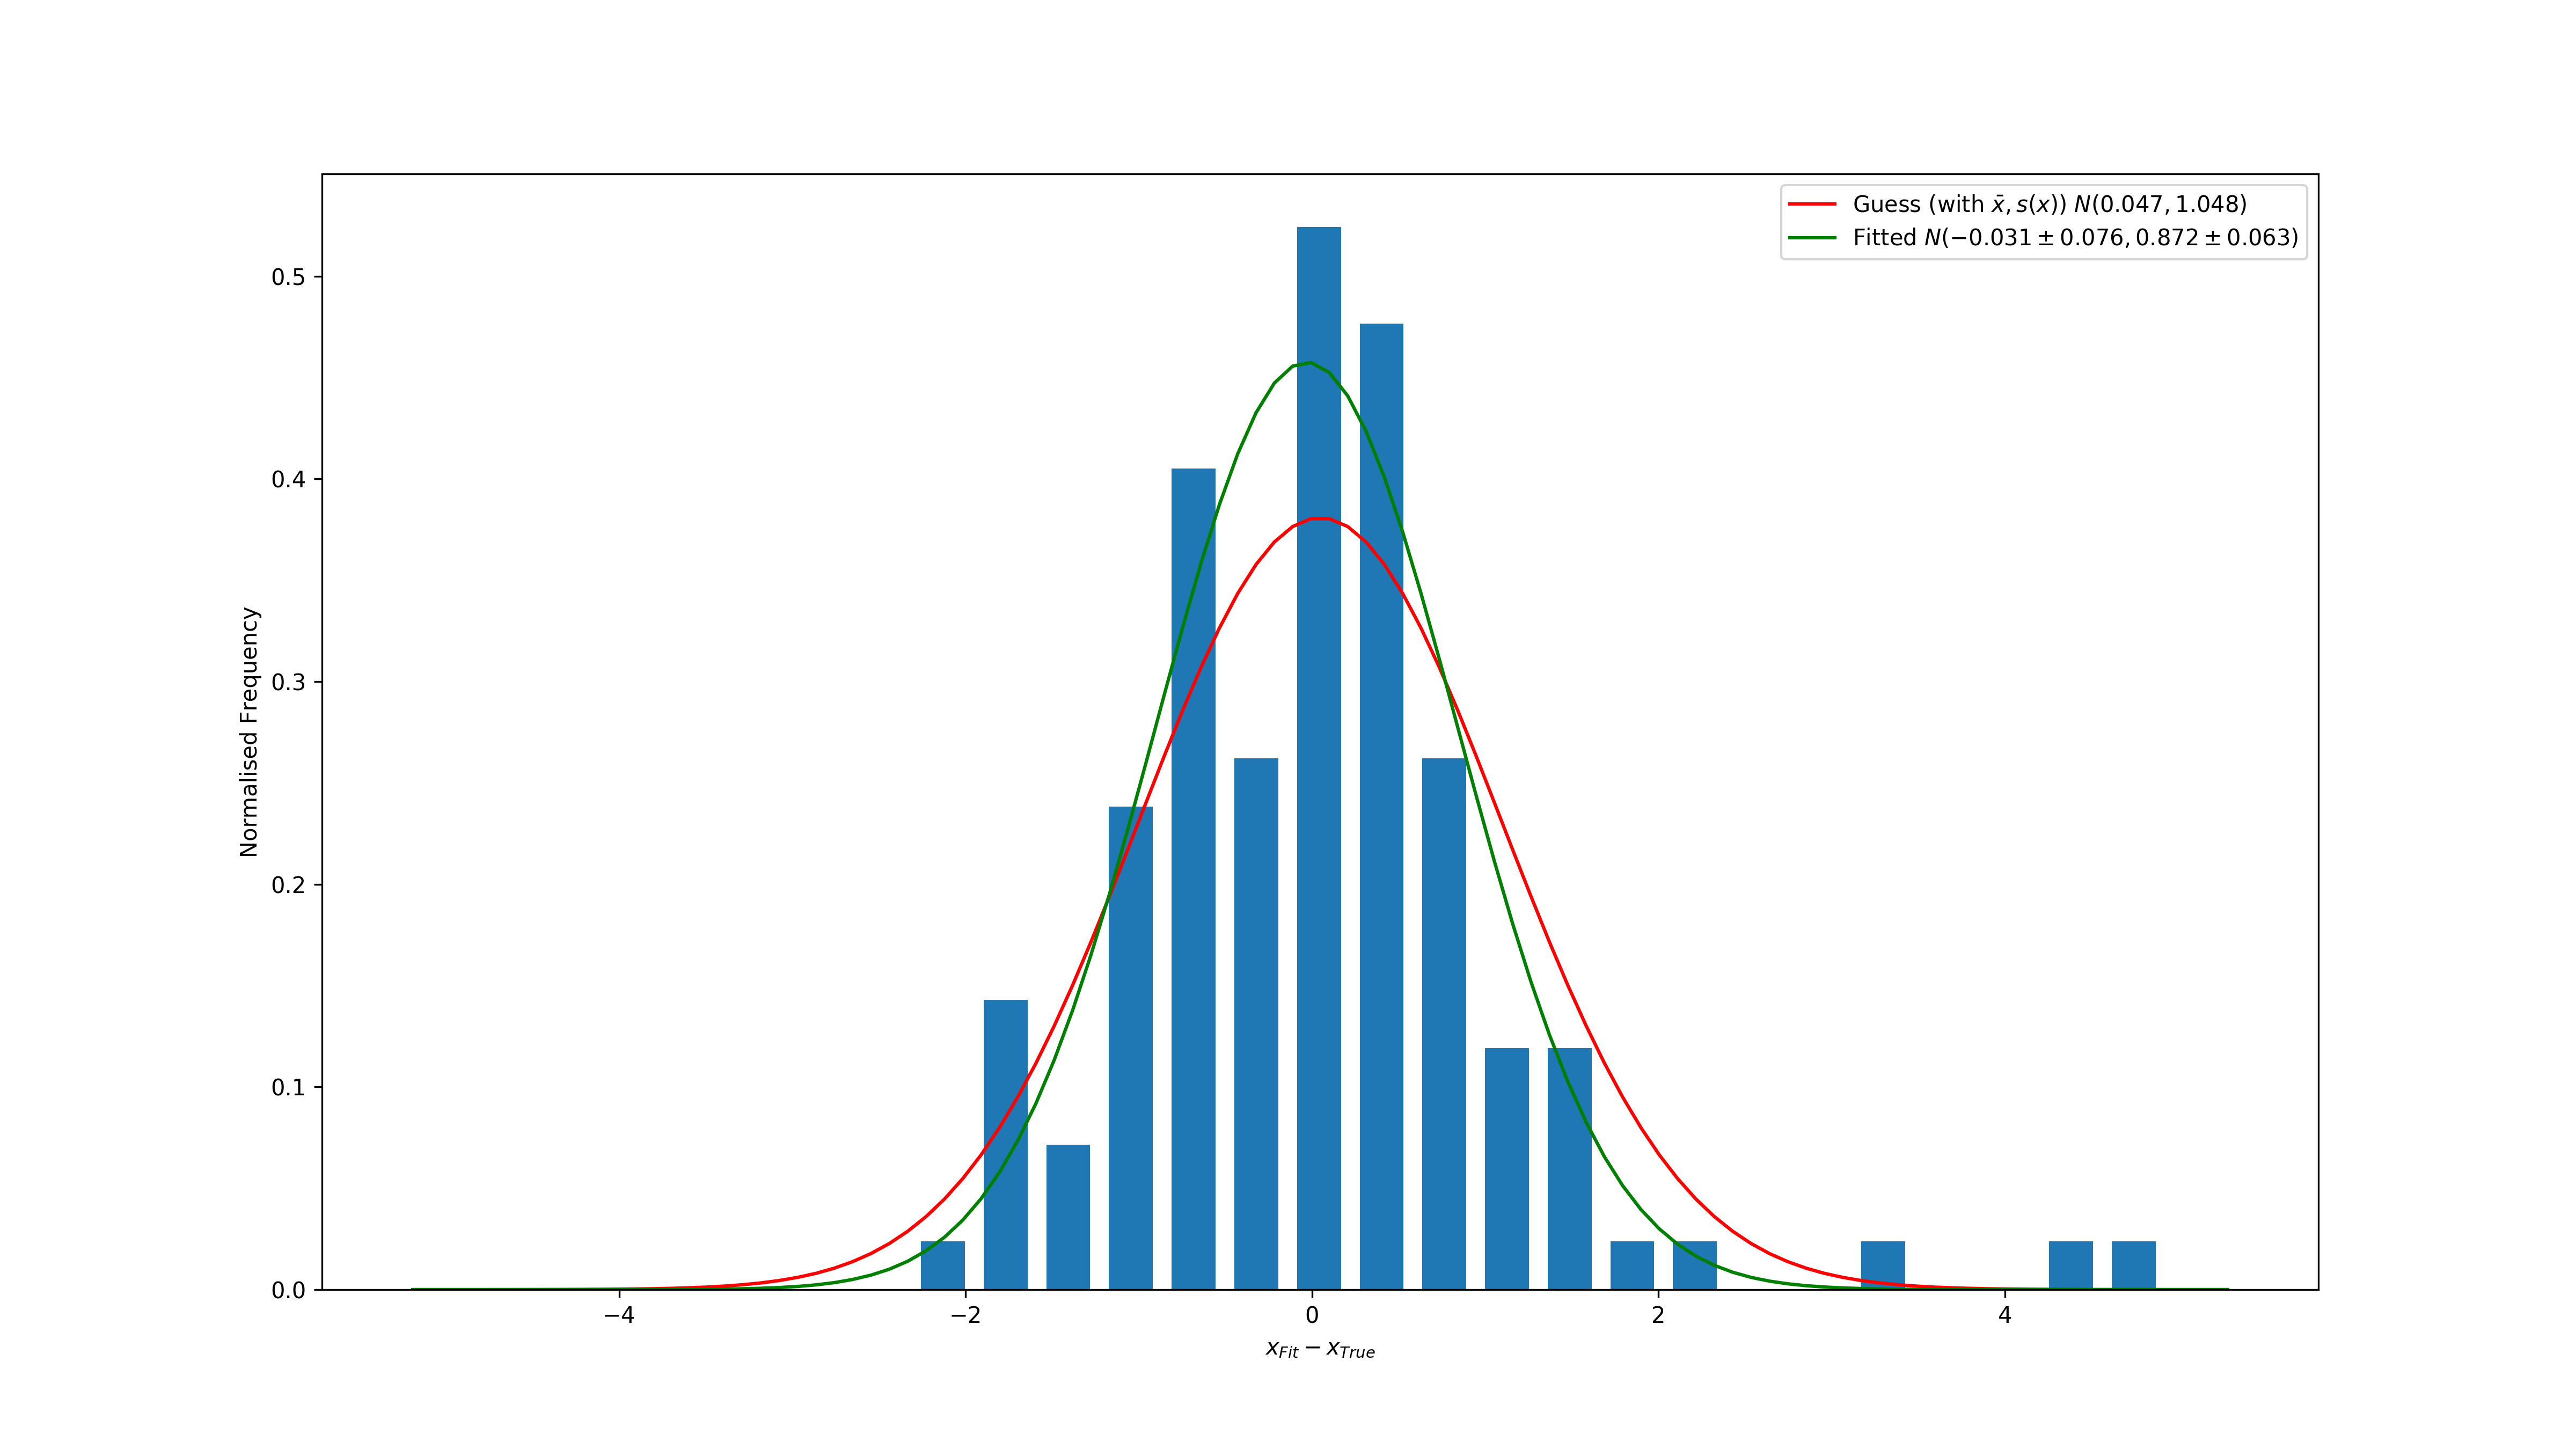 Guess (with x̄, s(x)) N(0.047, 1.048)
Fitted N(−0.031 ± 0.076, 0.872 ± 0.063)
Normalised Frequency
0.5
0.4
0.3
0.2
0.1
0.0
−4 −2 0 2 4
x_Fit − x_True